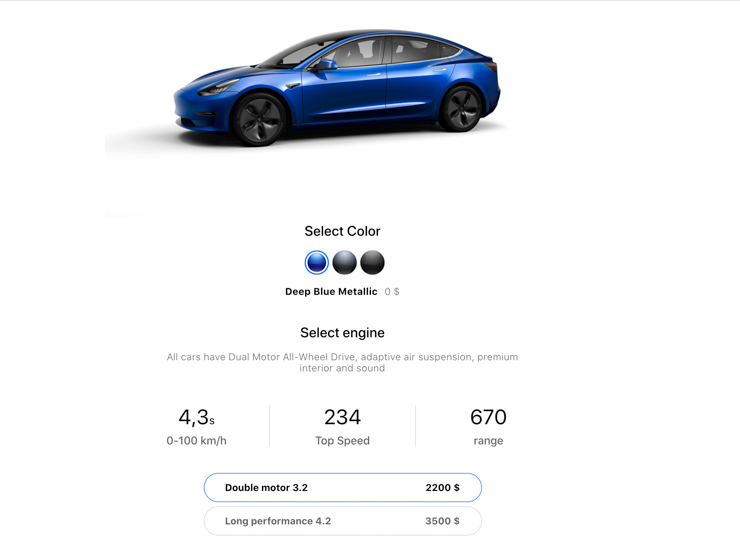 Select Color
Deep Blue Metallic 0 $
Select engine
All cars have Dual Motor All-Wheel Drive, adaptive air suspension, premium
interior and sound
4,3s 234 670
0-100 km/h Top Speed range
Double motor 3.2 2200 $
Long performance 4.2 3500 $